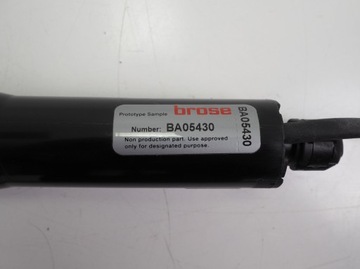 Prototype Sample brose
Number: BA05430
Non production part. Use approved
only for designated purpose.
BA05430